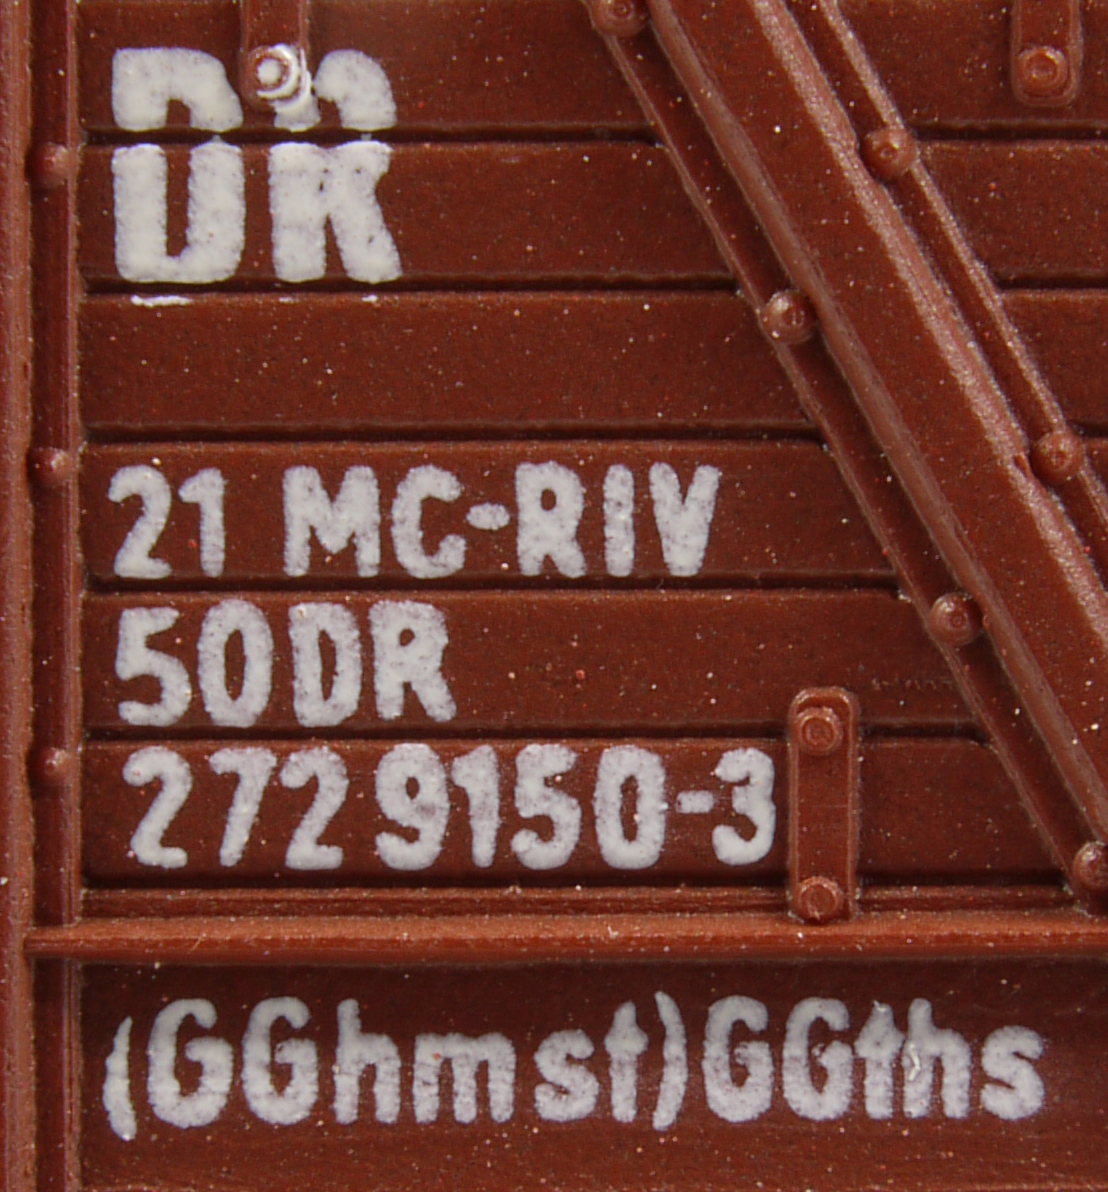 DR
21 MC-RIV
50 DR
272 9150-3
(GGhmst) GGths